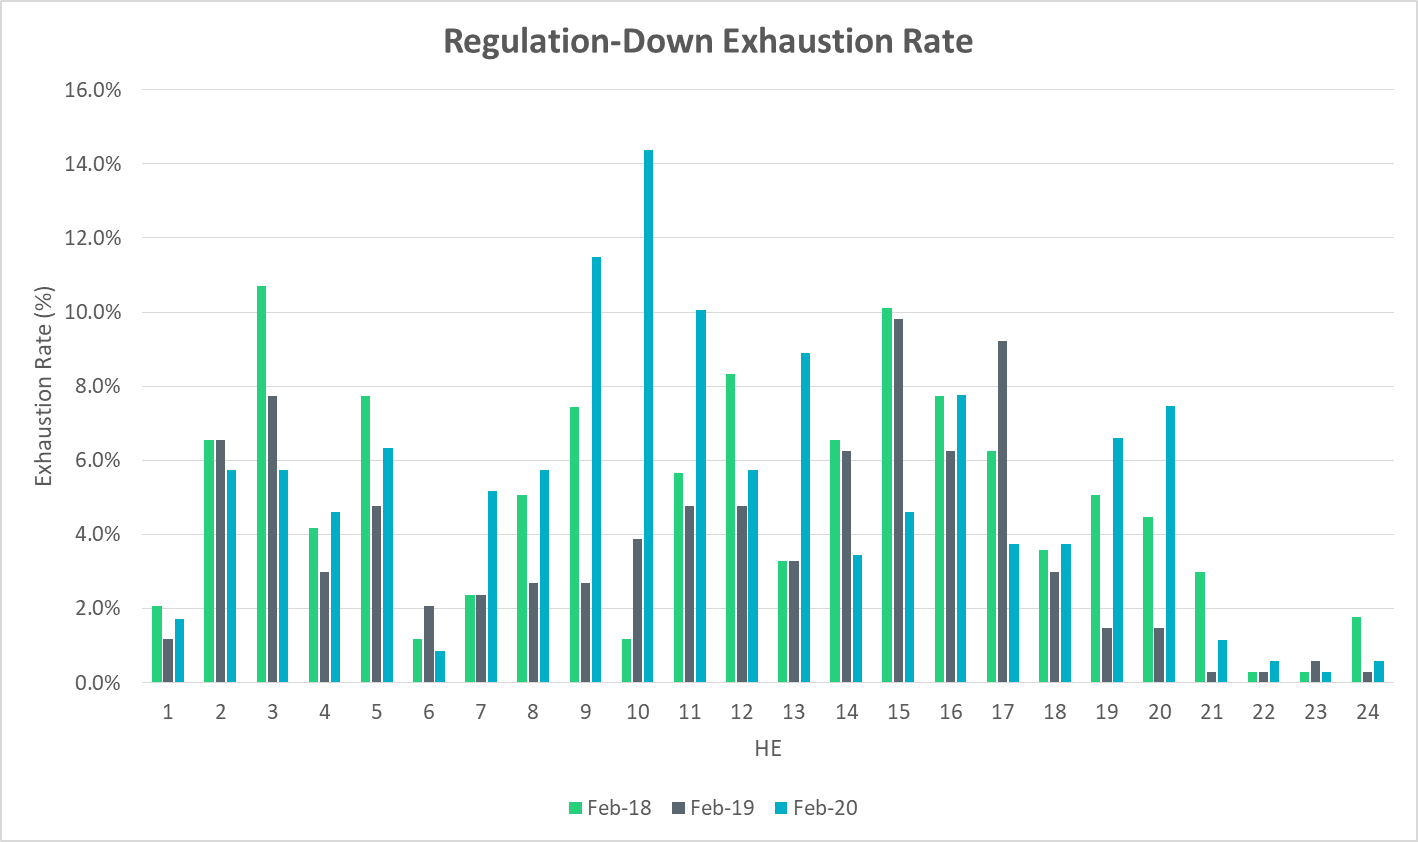 Regulation-Down Exhaustion Rate
16.0%
14.0%
12.0%
10.0%
8.0%
6.0%
4.0%
2.0%
0.0%
Exhaustion Rate (%)
1 2 3 4 5 6 7 8 9 10 11 12 13 14 15 16 17 18 19 20 21 22 23 24
HE
Feb-18 Feb-19 Feb-20